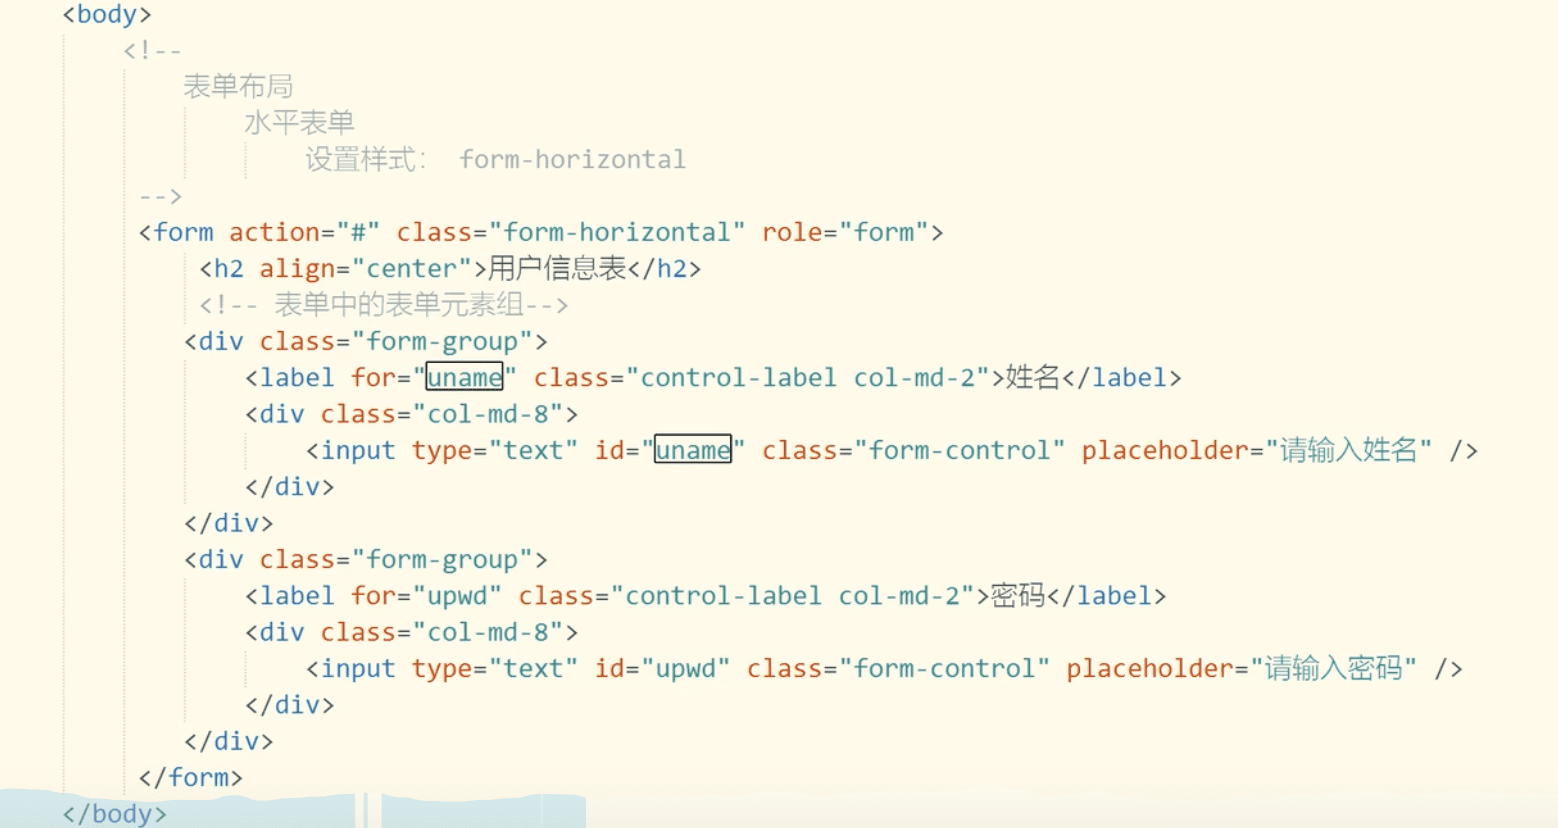 <body>
<!--
表单布局
水平表单
设置样式： form-horizontal
-->
<form action="#" class="form-horizontal" role="form">
<h2 align="center">用户信息表</h2>
<!-- 表单中的表单元素组-->
<div class="form-group">
<label for="uname" class="control-label col-md-2">姓名</label>
<div class="col-md-8">
<input type="text" id="uname" class="form-control" placeholder="请输入姓名" />
</div>
</div>
<div class="form-group">
<label for="upwd" class="control-label col-md-2">密码</label>
<div class="col-md-8">
<input type="text" id="upwd" class="form-control" placeholder="请输入密码" />
</div>
</div>
</form>
</body>